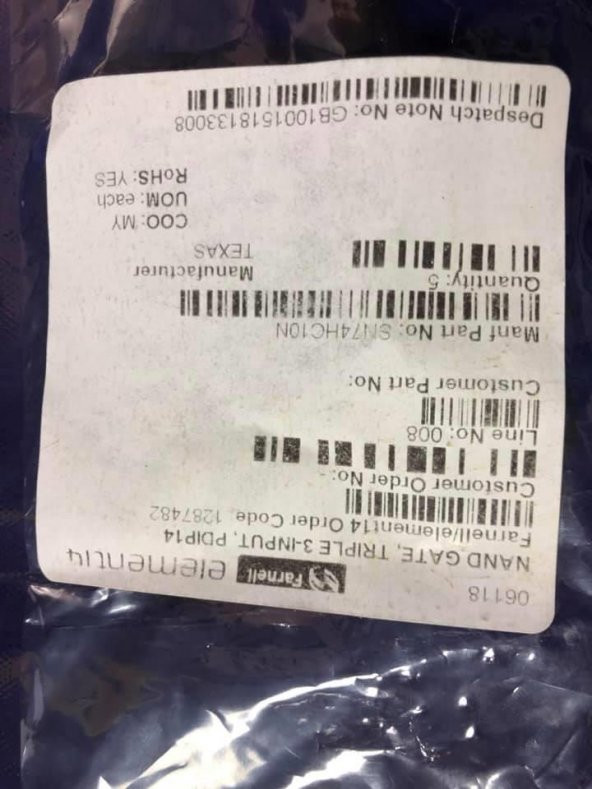 06118
Farnell element14
NAND GATE, TRIPLE 3-INPUT, PDIP14
Farnell/element14 Order Code 1287482
Customer Order No: -
Line No: 008
Customer Part No:
Manf Part No: SN74HC10N
Quantity: 5
Manufacturer
TEXAS
COO: MY
UOM: each
RoHS: YES
Despatch Note No: GB1001518133008